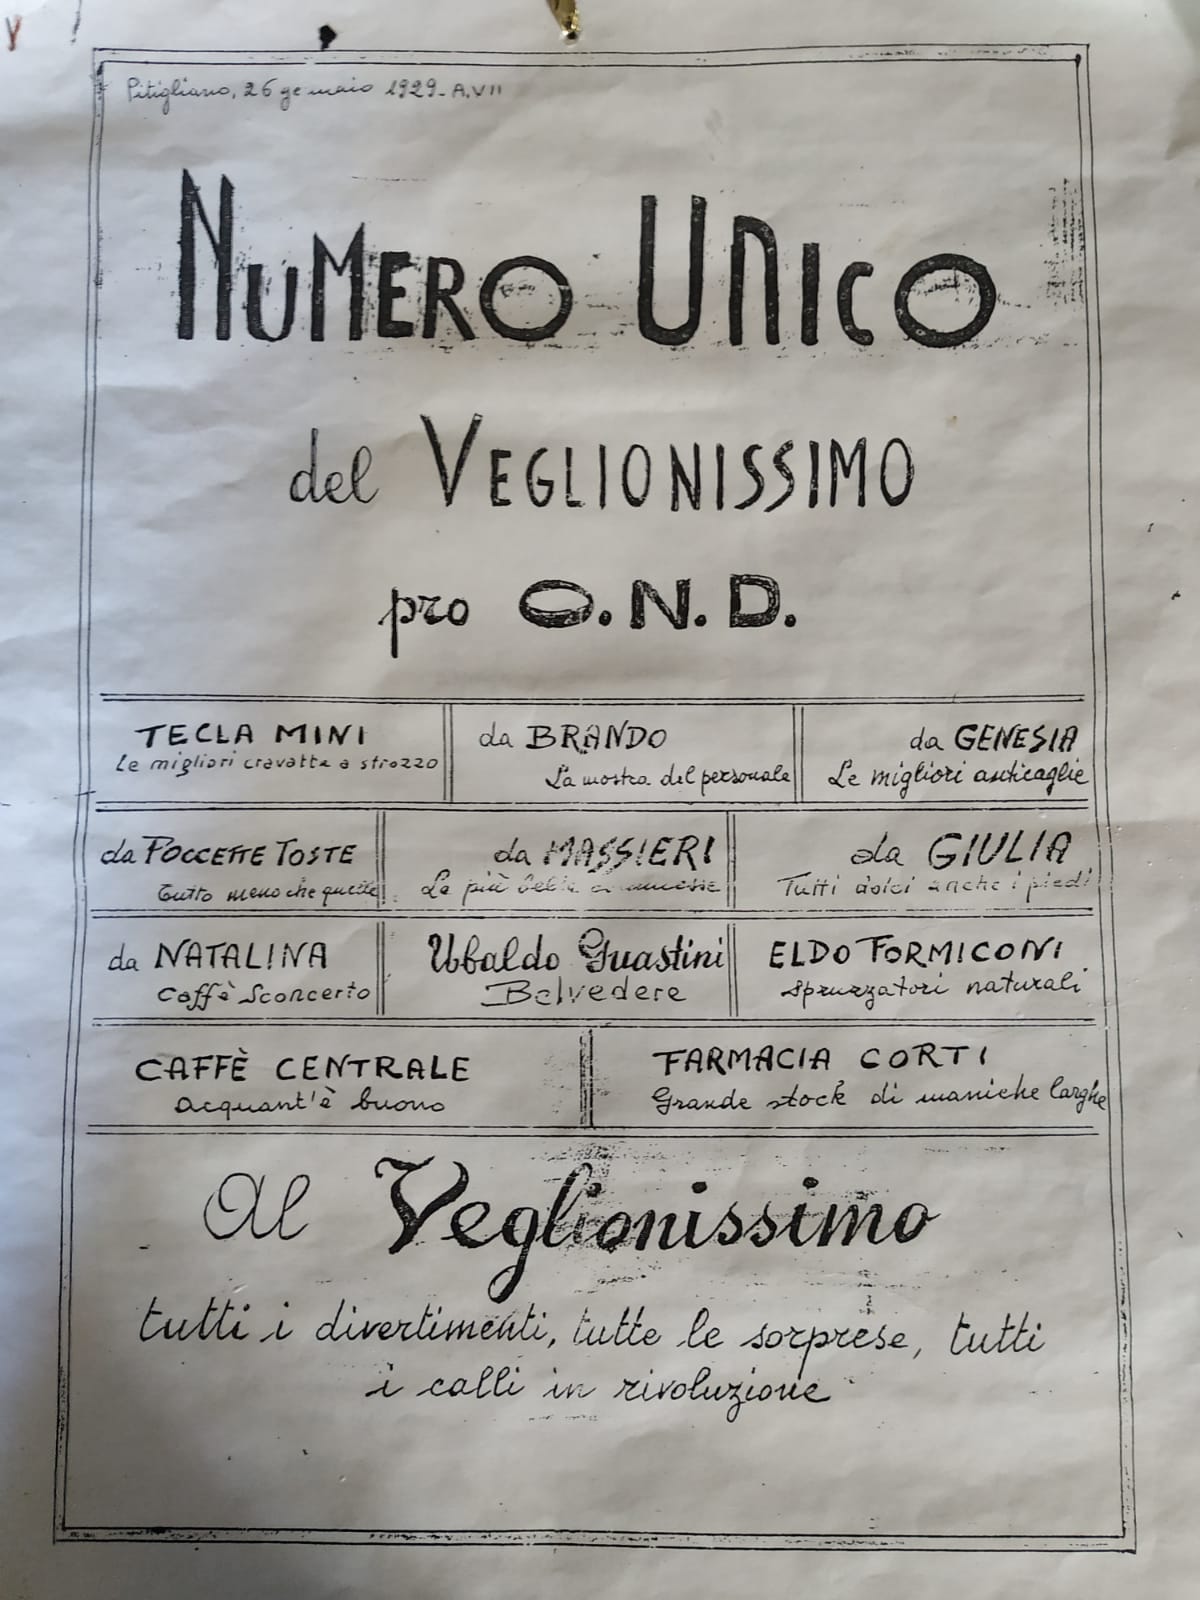 Pitigliano, 26 gennaio 1929 - A. VII
NUMERO UNICO
del VEGLIONISSIMO
pro O.N.D.
TECLA MINI
Le migliori cravatte a strozzo
da BRANDO
La mostra del personale
da GENESIA
Le migliori anticaglie
da POCCETTE TOSTE
Tutto meno che quelle
da MASSIERI
Le più belle commesse
da GIULIA
Tutti dolci anche i piedi
da NATALINA
Caffè Sconcerto
Ubaldo Guastini
Belvedere
ELDO FORMICONI
Spruzzatori naturali
CAFFÈ CENTRALE
Acquant'è buono
FARMACIA CORTI
Grande stock di maniche larghe
Al Veglionissimo
tutti i divertimenti, tutte le sorprese, tutti
i calli in rivoluzione